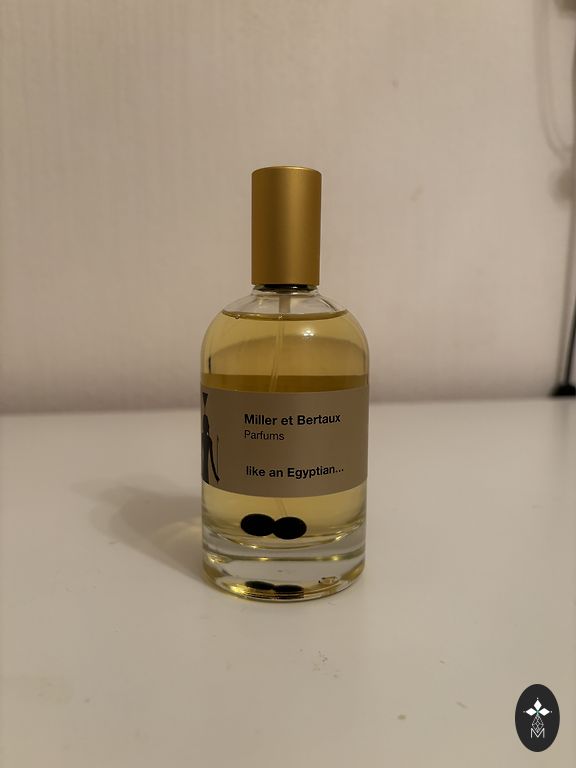 Miller et Bertaux
Parfums
like an Egyptian...
M